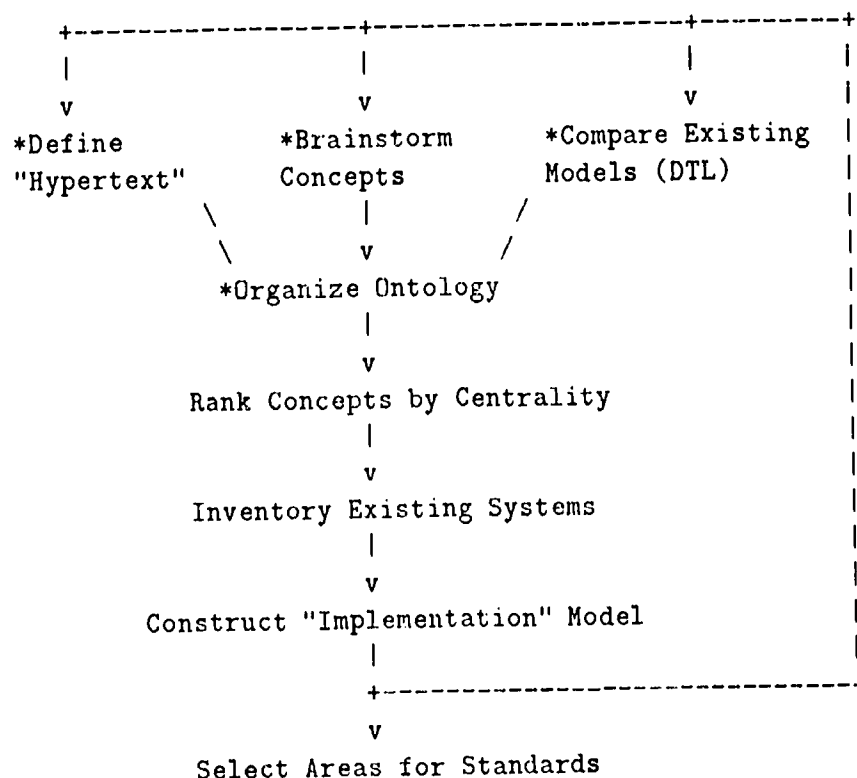 *Define *Brainstorm *Compare Existing
"Hypertext" Concepts Models (DTL)
*Organize Ontology
Rank Concepts by Centrality
Inventory Existing Systems
Construct "Implementation" Model
Select Areas for Standards